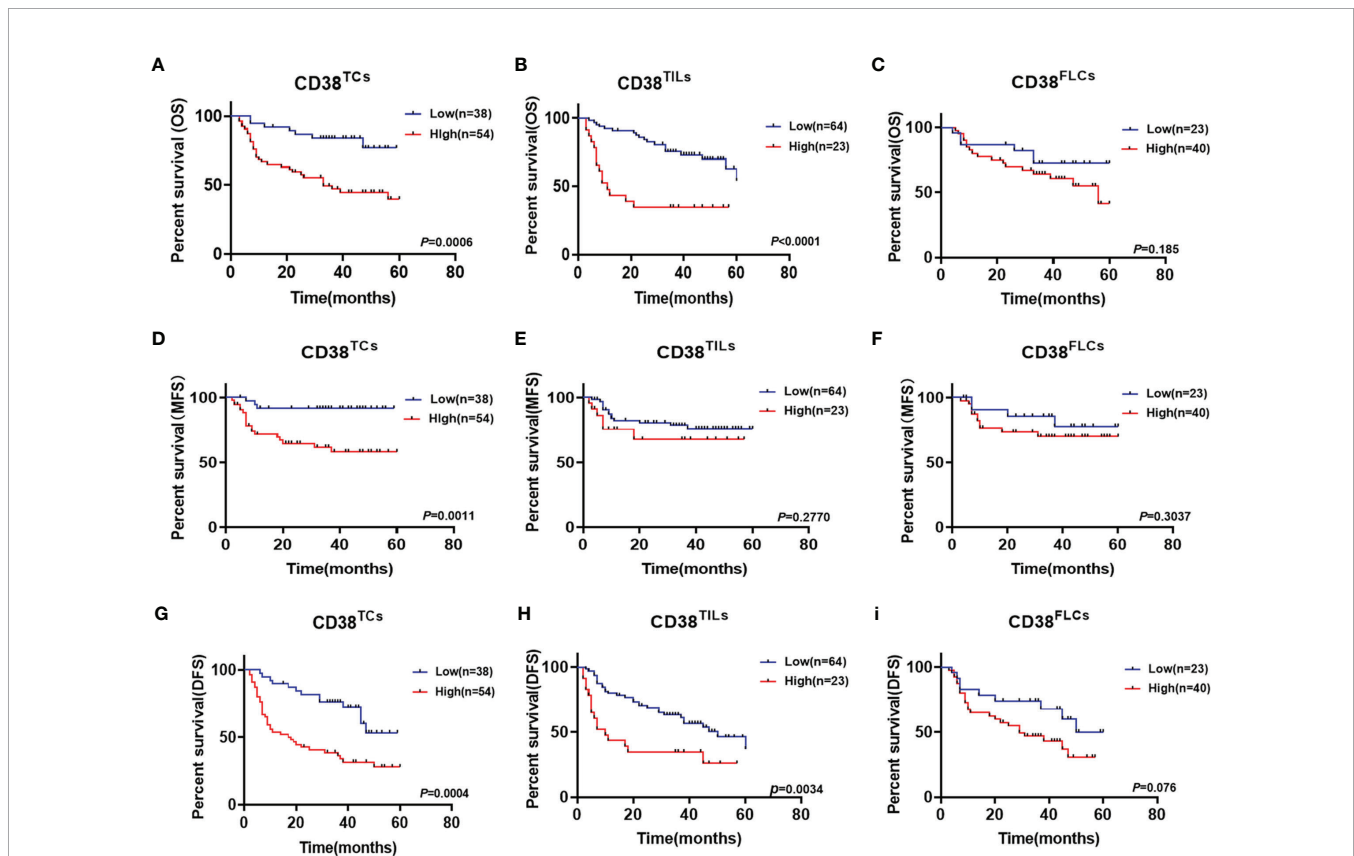 A
CD38TCs
Percent survival (OS)
100
50
0
0 20 40 60 80
Time(months)
Low(n=38)
HIgh(n=54)
P=0.0006
B
CD38TILs
Percent survival(OS)
100
50
0
0 20 40 60 80
Time(months)
Low(n=64)
High(n=23)
P<0.0001
C
CD38FLCs
Percent survival(OS)
100
50
0
0 20 40 60 80
Time(months)
Low(n=23)
High(n=40)
P=0.185
D
CD38TCs
Percent survival (MFS)
100
50
0
0 20 40 60 80
Time(months)
Low(n=38)
HIgh(n=54)
P=0.0011
E
CD38TILs
Percent survival(MFS)
100
50
0
0 20 40 60 80
Time(months)
Low(n=64)
High(n=23)
P=0.2770
F
CD38FLCs
Percent survival (MFS)
100
50
0
0 20 40 60 80
Time(months)
Low(n=23)
High(n=40)
P=0.3037
G
CD38TCs
Percent survival(DFS)
100
50
0
0 20 40 60 80
Time(months)
Low(n=38)
HIgh(n=54)
P=0.0004
H
CD38TILs
Percent survival(DFS)
100
50
0
0 20 40 60 80
Time(months)
Low(n=64)
High(n=23)
p=0.0034
i
CD38FLCs
Percent survival(DFS)
100
50
0
0 20 40 60 80
Time(months)
Low(n=23)
High(n=40)
P=0.076